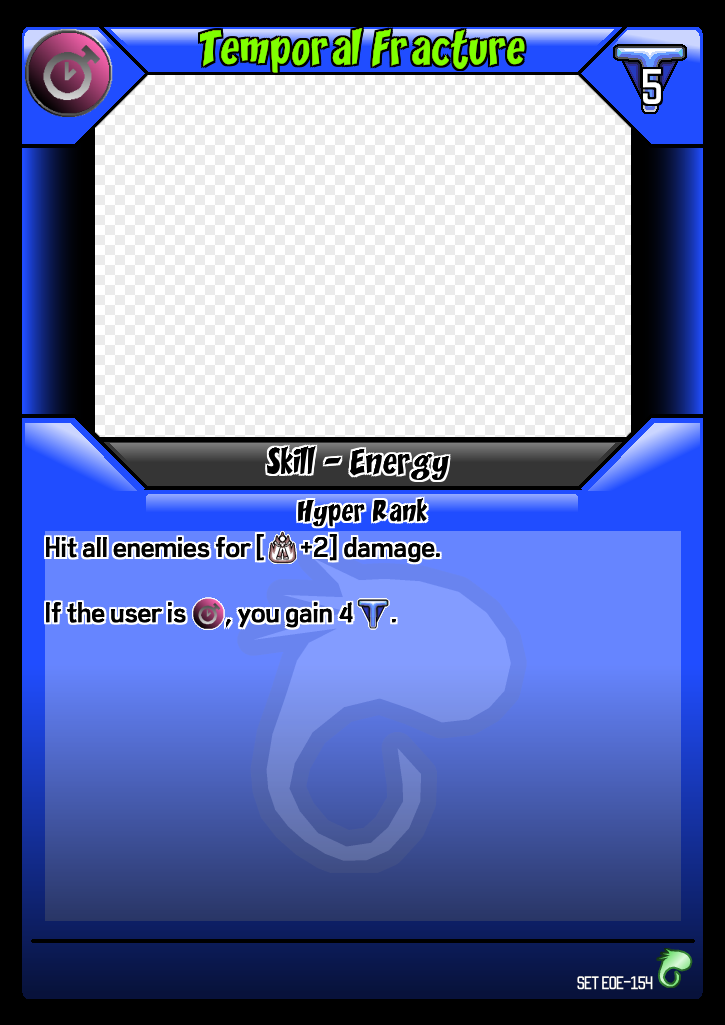 Temporal Fracture
5
Skill - Energy
Hyper Rank
Hit all enemies for [ +2] damage.
If the user is , you gain 4 .
SET EOE-154